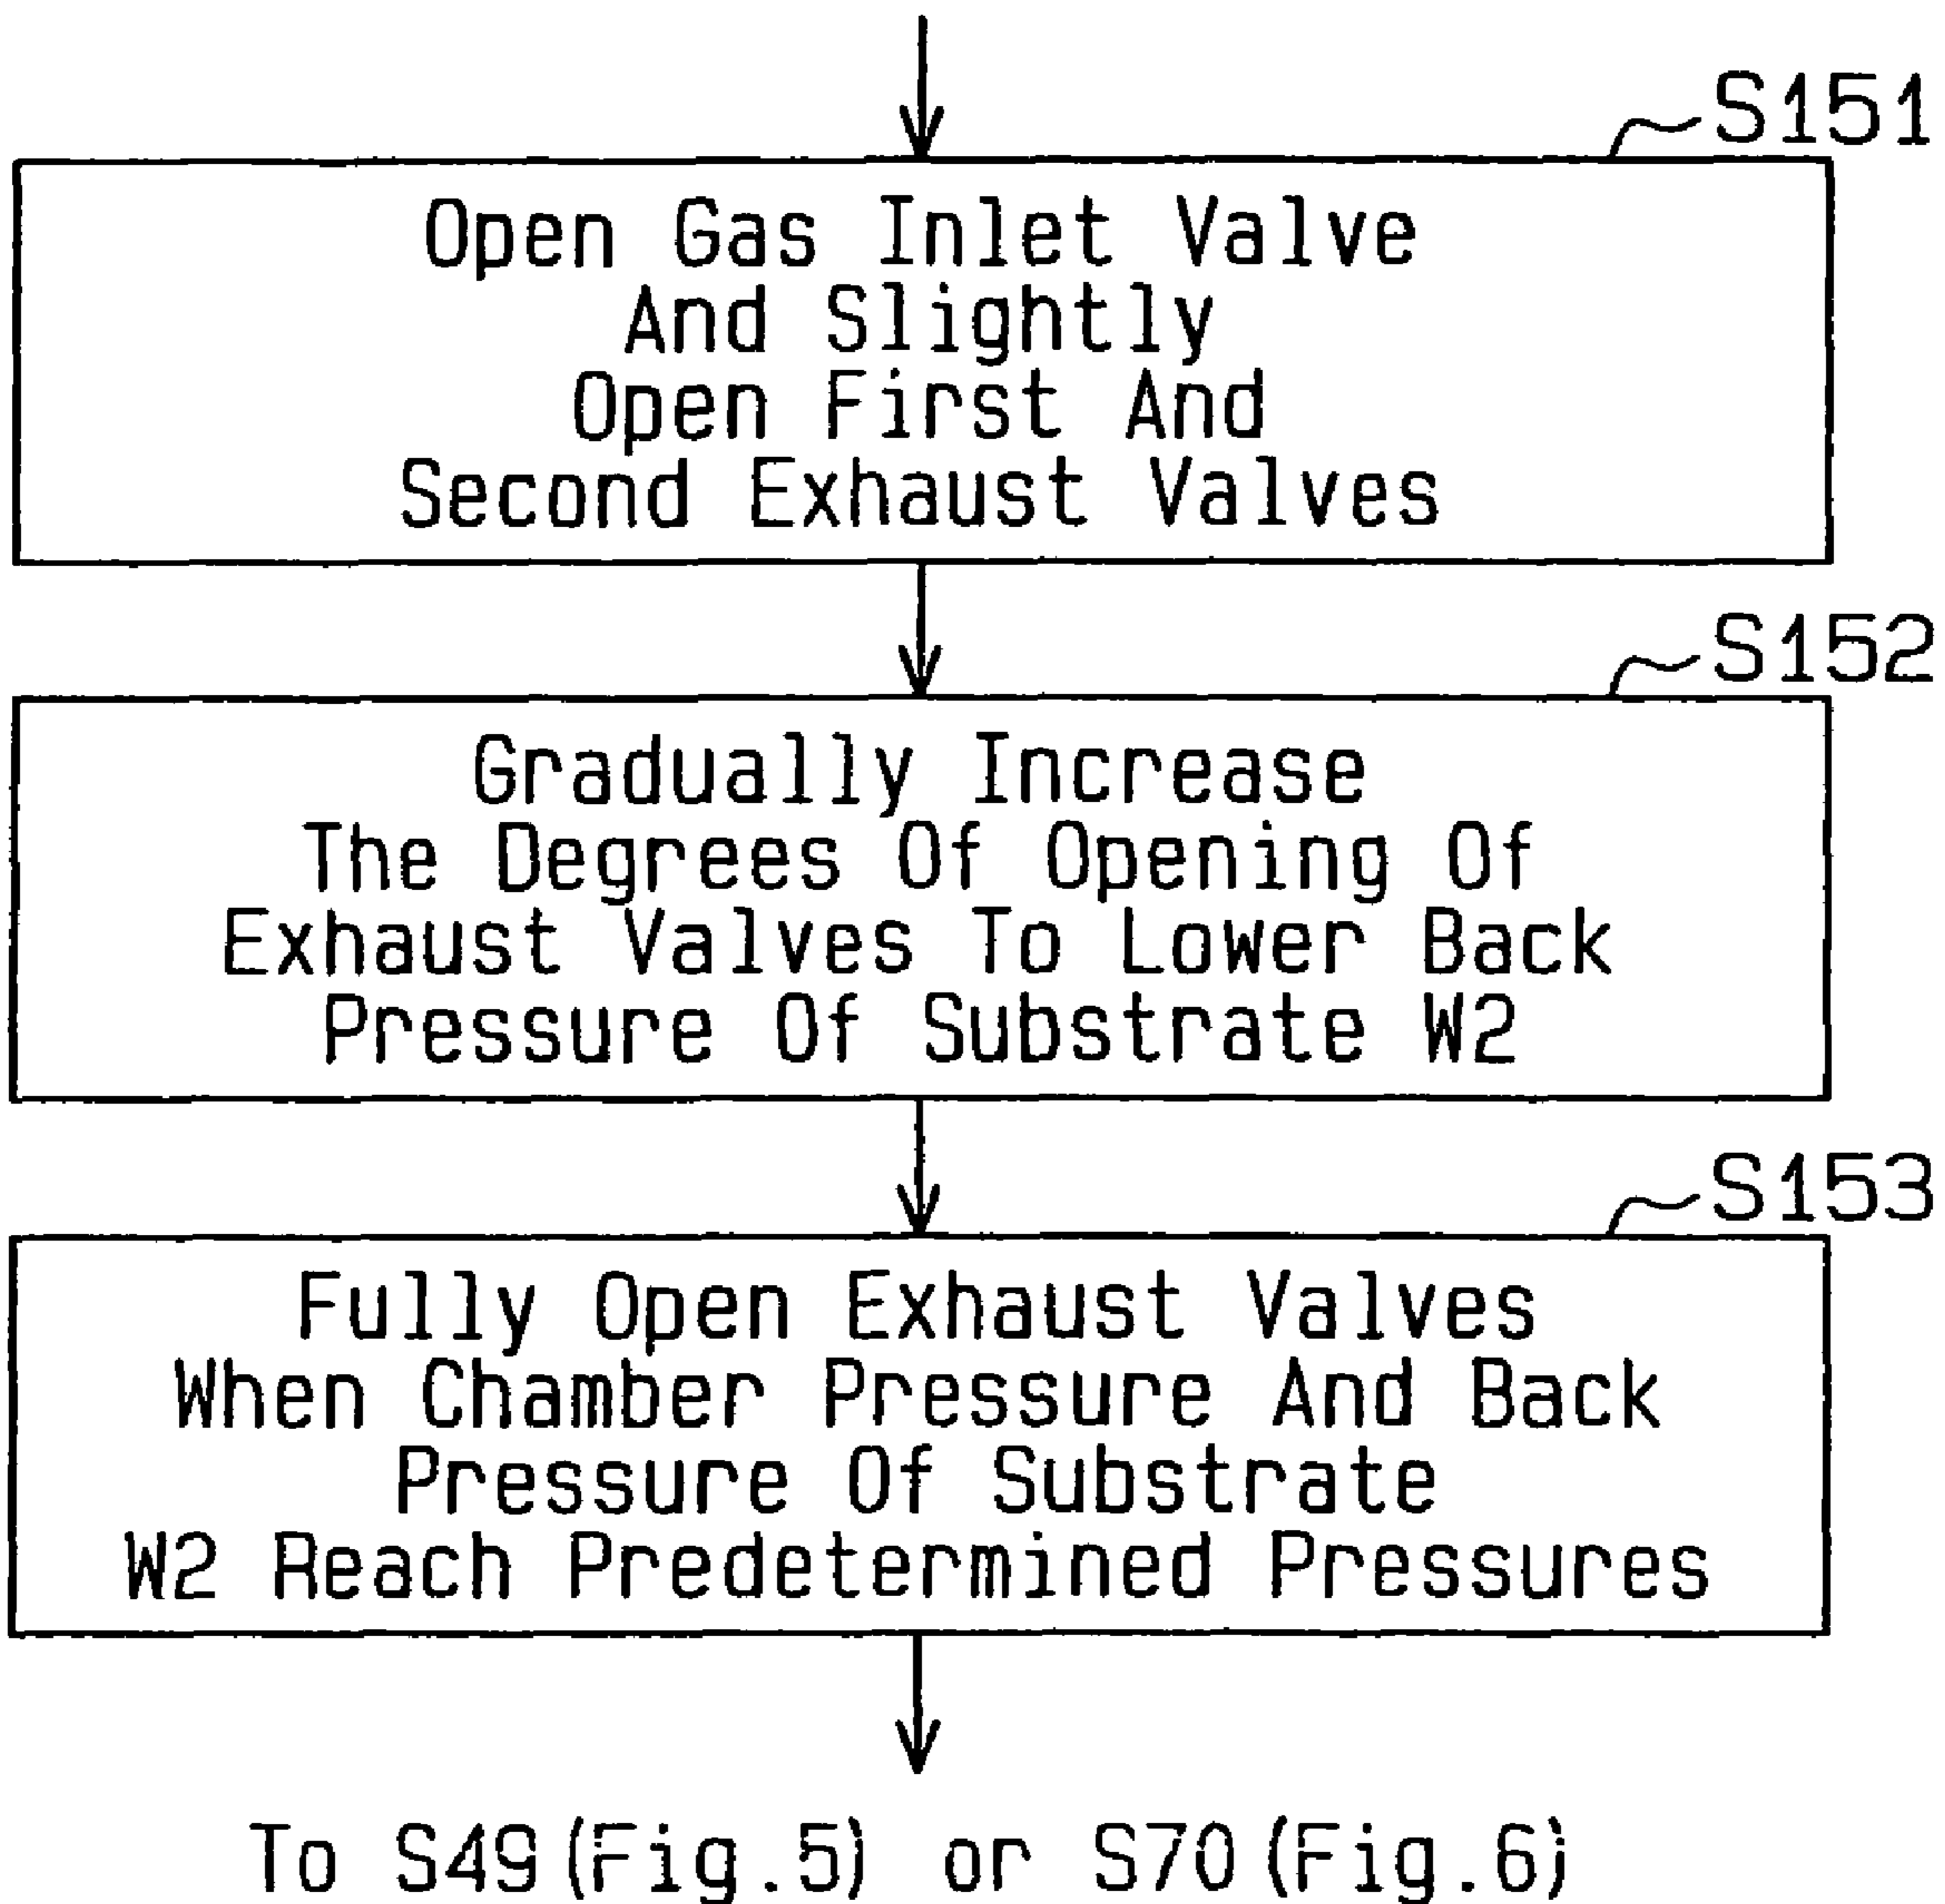 S151
Open Gas Inlet Valve
And Slightly
Open First And
Second Exhaust Valves
S152
Gradually Increase
The Degrees Of Opening Of
Exhaust Valves To Lower Back
Pressure Of Substrate W2
S153
Fully Open Exhaust Valves
When Chamber Pressure And Back
Pressure Of Substrate
W2 Reach Predetermined Pressures
To S49(Fig.5) or S70(Fig.6)